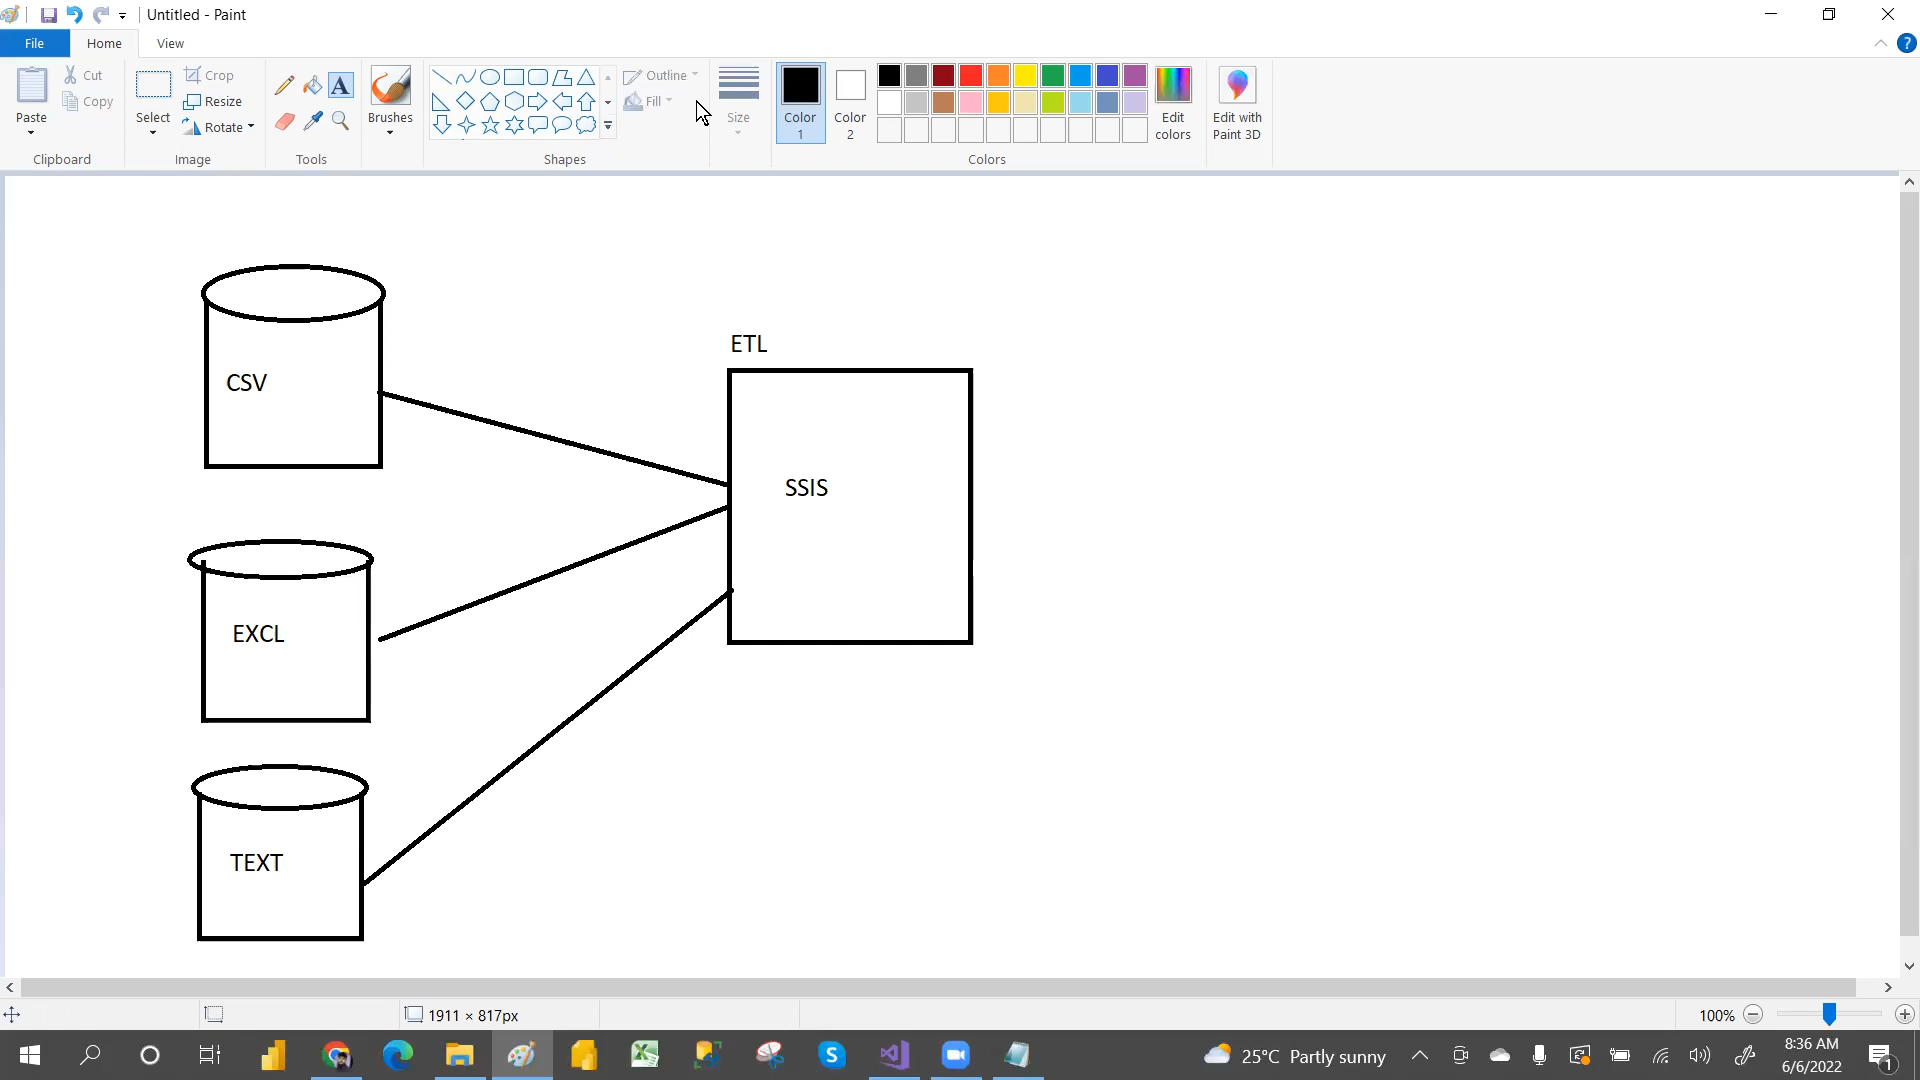 Untitled - Paint
File
Home
View
Paste
Cut
Copy
Clipboard
Select
Crop
Resize
Rotate
Image
A
Tools
Brushes
Shapes
Outline
Fill
Size
Color
1
Color
2
Edit
colors
Colors
Edit with
Paint 3D
ETL
CSV
SSIS
EXCL
TEXT
1911 × 817px
100%
25°C Partly sunny
8:36 AM
6/6/2022
1